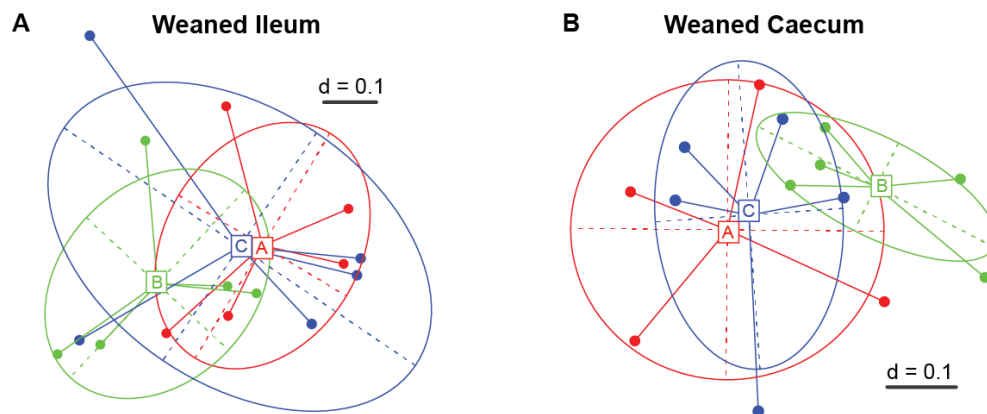 A Weaned Ileum
d = 0.1
C A
B
B Weaned Caecum
B
C
A
d = 0.1